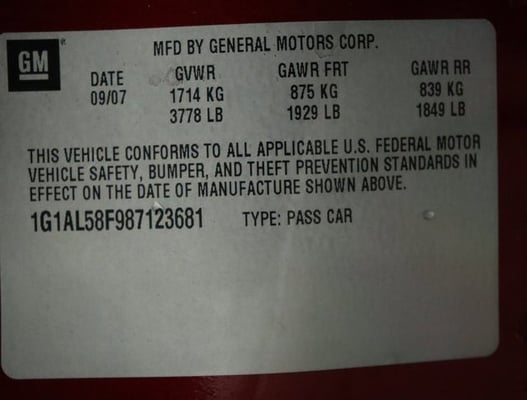 GM®
MFD BY GENERAL MOTORS CORP.
DATE GVWR GAWR FRT GAWR RR
09/07 1714 KG 875 KG 839 KG
3778 LB 1929 LB 1849 LB
THIS VEHICLE CONFORMS TO ALL APPLICABLE U.S. FEDERAL MOTOR
VEHICLE SAFETY, BUMPER, AND THEFT PREVENTION STANDARDS IN
EFFECT ON THE DATE OF MANUFACTURE SHOWN ABOVE.
1G1AL58F987123681 TYPE: PASS CAR